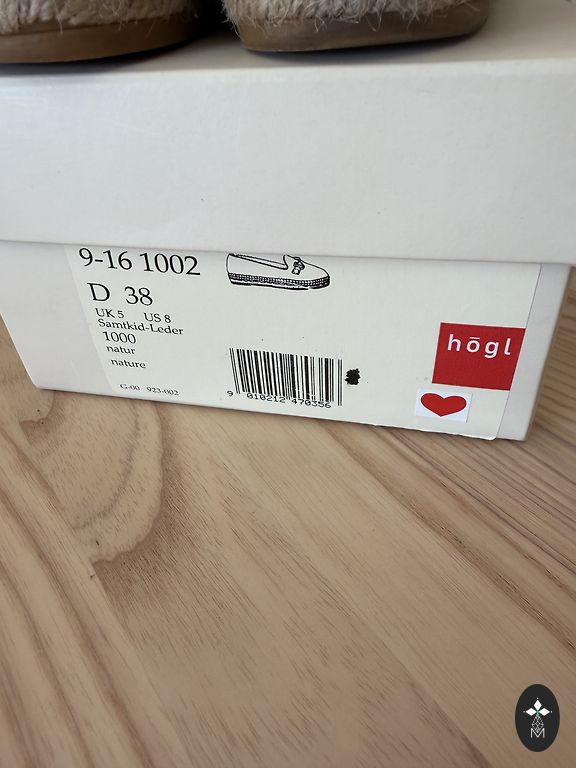 9-16 1002
D 38
UK 5 US 8
Samtkid-Leder
1000
natur
nature
G-00 923-002
9 010212 470356
högl
M